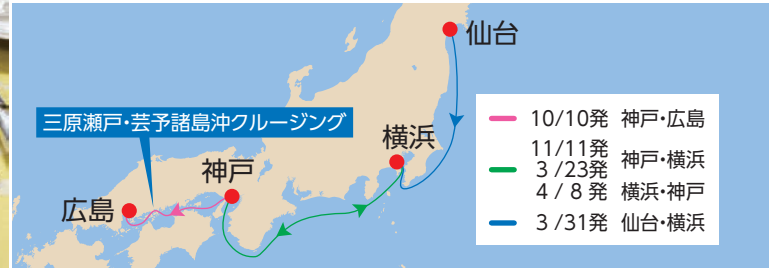 仙台
三原瀬戸・芸予諸島沖クルージング
横浜
神戸
広島
10/10発 神戸・広島
11/11発
3/23発 神戸・横浜
4/8発 横浜・神戸
3/31発 仙台・横浜